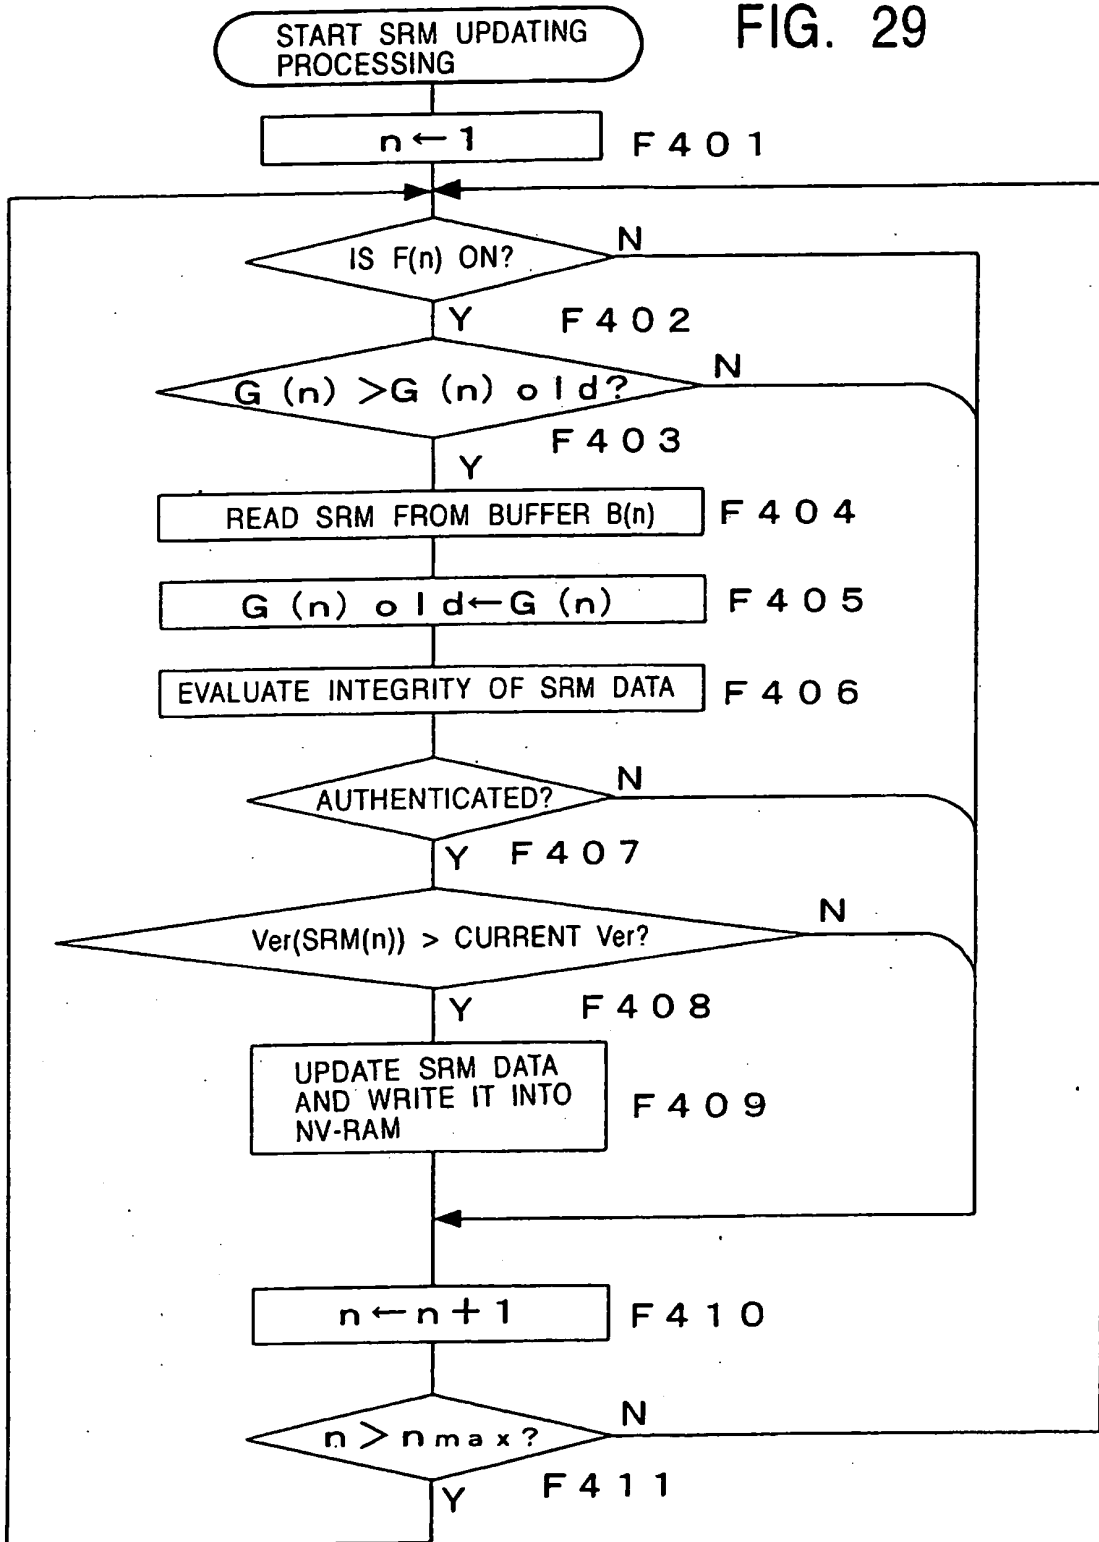 FIG. 29
START SRM UPDATING
PROCESSING
n←1
F401
IS F(n) ON?
N
Y
F402
G (n) >G (n) old?
N
F403
Y
READ SRM FROM BUFFER B(n)
F404
G (n) old←G (n)
F405
EVALUATE INTEGRITY OF SRM DATA
F406
AUTHENTICATED?
N
Y
F407
Ver(SRM(n)) > CURRENT Ver?
N
Y
F408
UPDATE SRM DATA
AND WRITE IT INTO
NV-RAM
F409
n←n+1
F410
n>nmax?
N
Y
F411